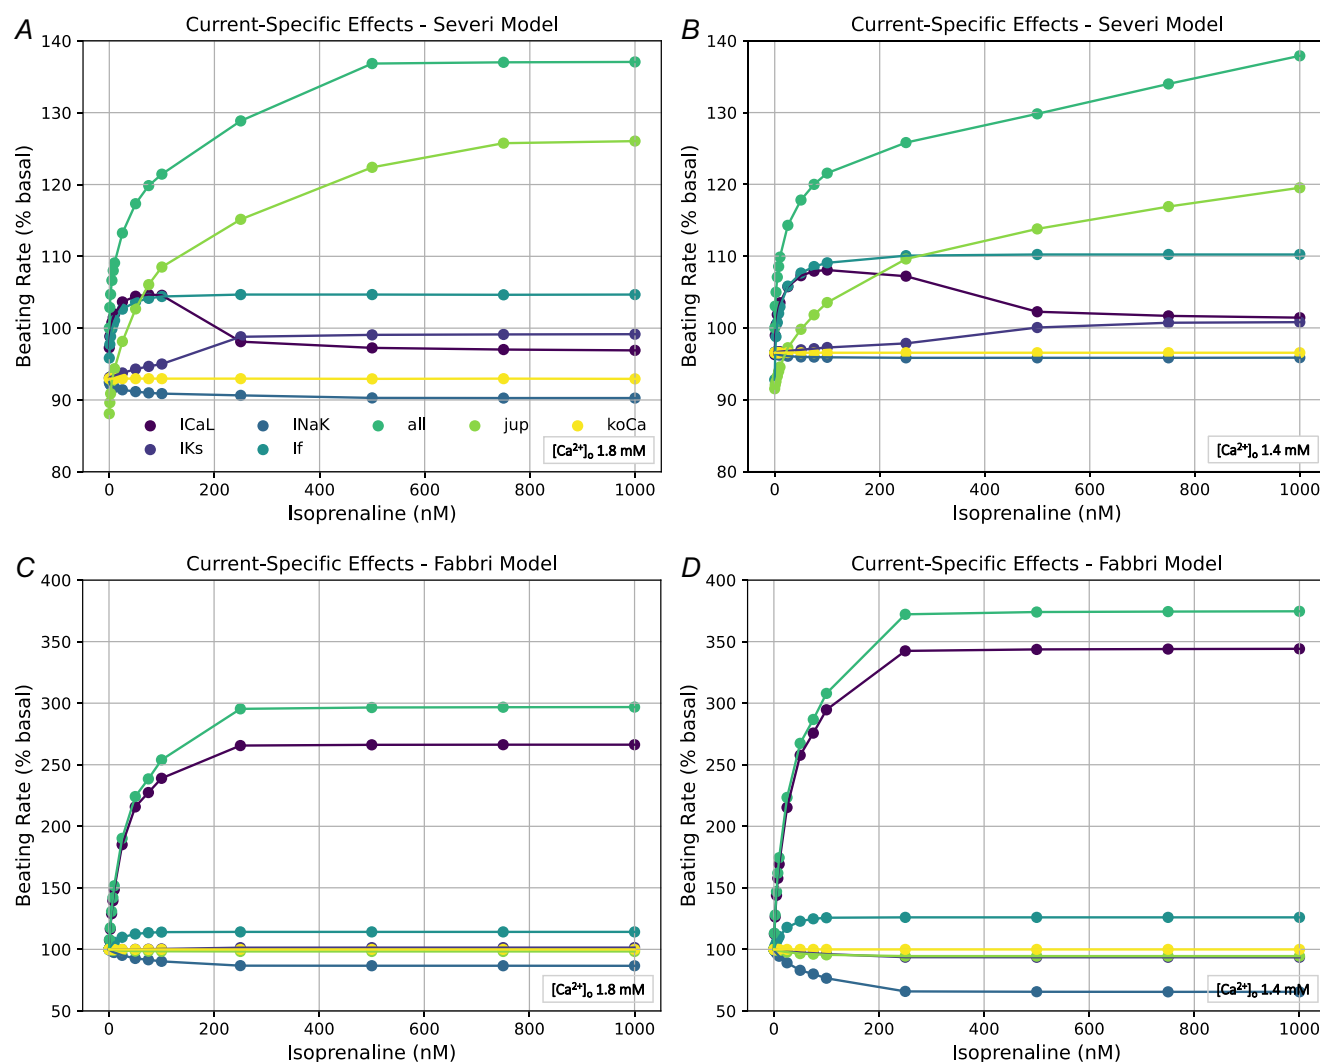 A
Current-Specific Effects - Severi Model
140
130
120
110
100
90
80
Beating Rate (% basal)
ICaL INaK all jup koCa
IKs If
[Ca²⁺]ₒ 1.8 mM
0 200 400 600 800 1000
Isoprenaline (nM)
B
Current-Specific Effects - Severi Model
140
130
120
110
100
90
80
Beating Rate (% basal)
[Ca²⁺]ₒ 1.4 mM
0 200 400 600 800 1000
Isoprenaline (nM)
C
Current-Specific Effects - Fabbri Model
400
350
300
250
200
150
100
50
Beating Rate (% basal)
[Ca²⁺]ₒ 1.8 mM
0 200 400 600 800 1000
Isoprenaline (nM)
D
Current-Specific Effects - Fabbri Model
400
350
300
250
200
150
100
50
Beating Rate (% basal)
[Ca²⁺]ₒ 1.4 mM
0 200 400 600 800 1000
Isoprenaline (nM)